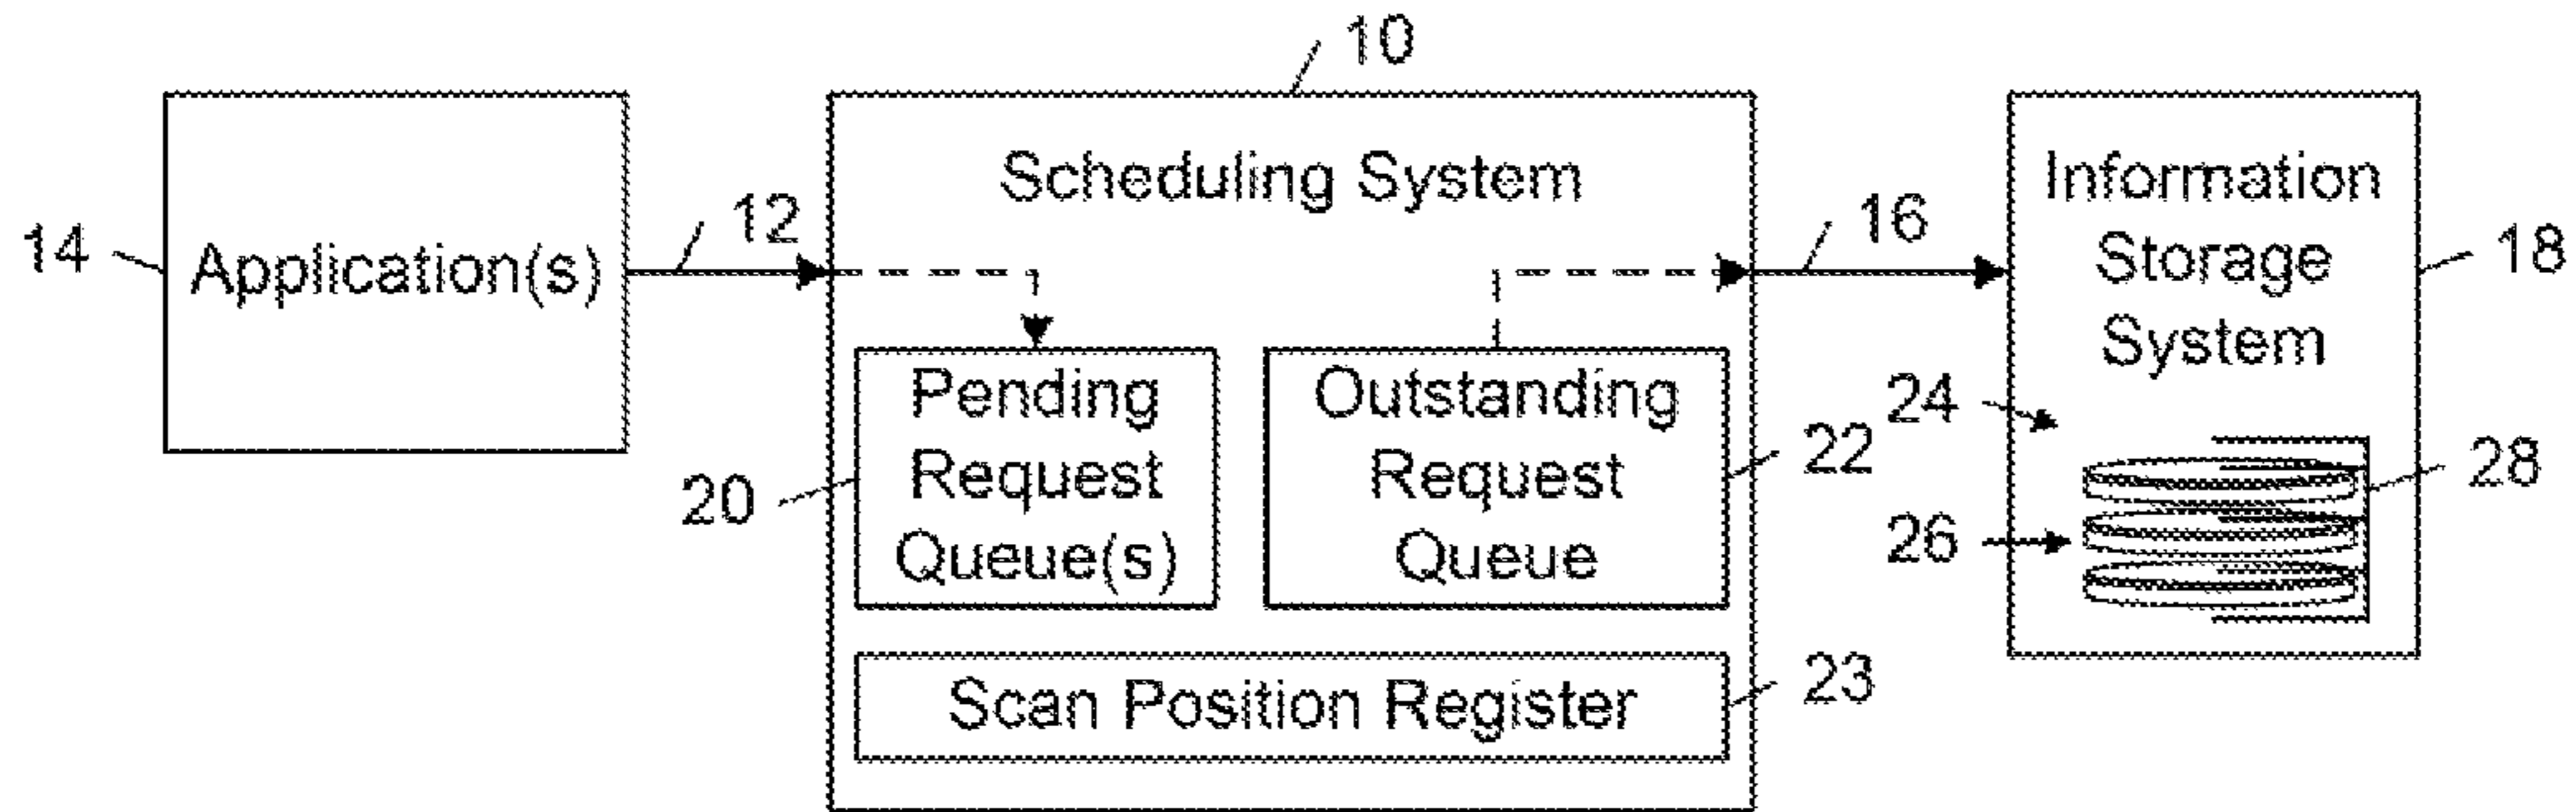 10
Scheduling System
14
Application(s)
12
16
Information
Storage
System
18
Pending
Request
Queue(s)
20
Outstanding
Request
Queue
22
24
26
28
Scan Position Register
23